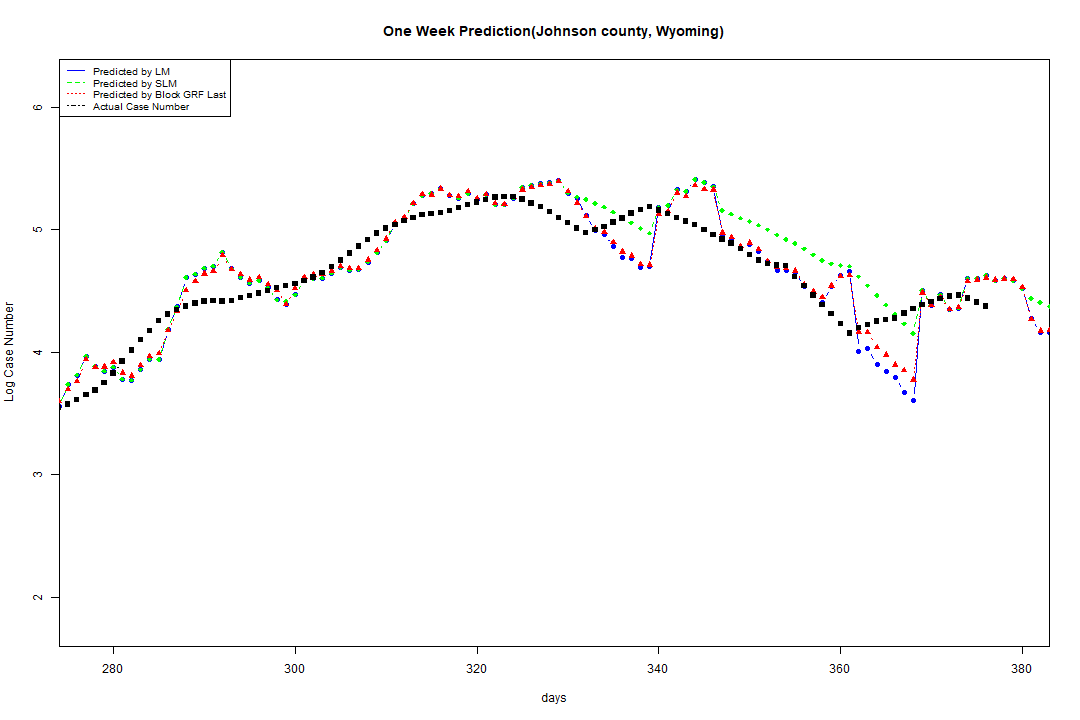 One Week Prediction(Johnson county, Wyoming)
Predicted by LM
Predicted by SLM
Predicted by Block GRF Last
Actual Case Number
Log Case Number
6
5
4
3
2
280 300 320 340 360 380
days